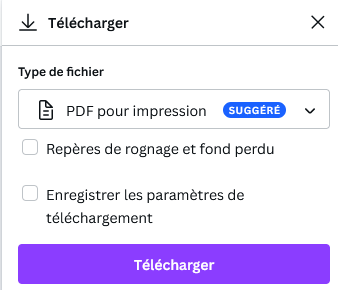 Télécharger
Type de fichier
PDF pour impression SUGGÉRÉ
Repères de rognage et fond perdu
Enregistrer les paramètres de
téléchargement
Télécharger